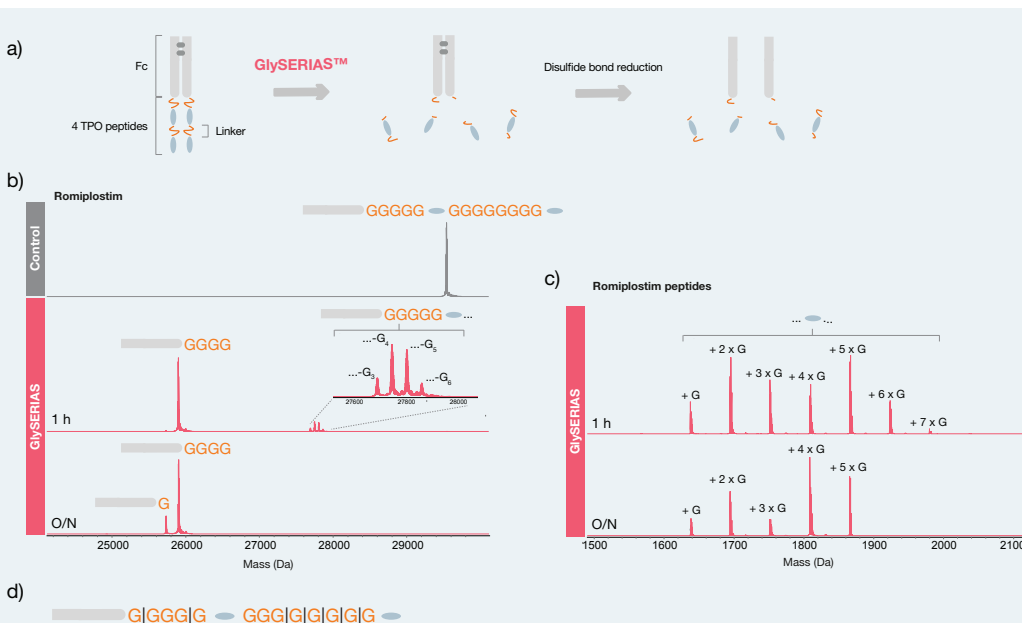 a)
Fc
GlySERIAS™
Disulfide bond reduction
4 TPO peptides
Linker
b)
Romiplostim
Control
GGGGG GGGGGGGG
GlySERIAS
GGGGG ...
...-G₄
...-G₅
...-G₃
...-G₆
27600 27800 28000
GGGG
1 h
GGGG
G
O/N
25000 26000 27000 28000 29000
Mass (Da)
c)
Romiplostim peptides
GlySERIAS
... ...
+ G
+ 2 x G
+ 3 x G
+ 4 x G
+ 5 x G
+ 6 x G
+ 7 x G
1 h
+ G
+ 2 x G
+ 3 x G
+ 4 x G
+ 5 x G
O/N
1500 1600 1700 1800 1900 2000 2100
Mass (Da)
d)
G|GGG|G GGG|G|G|G|G|G